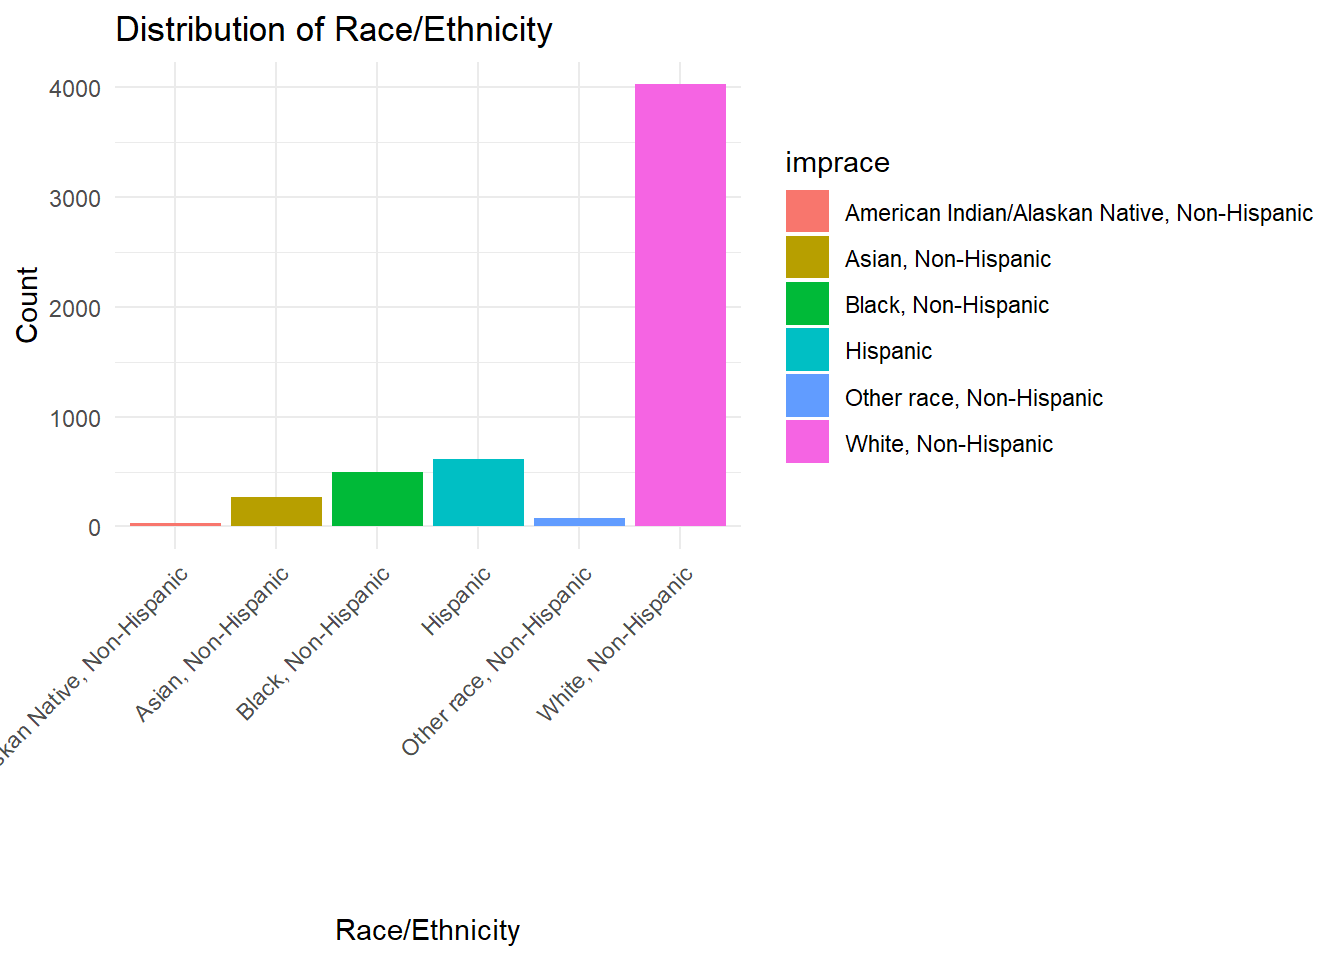 Distribution of Race/Ethnicity
4000
3000
2000
1000
0
Count
Native, Non-Hispanic
Asian, Non-Hispanic
Black, Non-Hispanic
Hispanic
Other race, Non-Hispanic
White, Non-Hispanic
Race/Ethnicity
imprace
American Indian/Alaskan Native, Non-Hispanic
Asian, Non-Hispanic
Black, Non-Hispanic
Hispanic
Other race, Non-Hispanic
White, Non-Hispanic